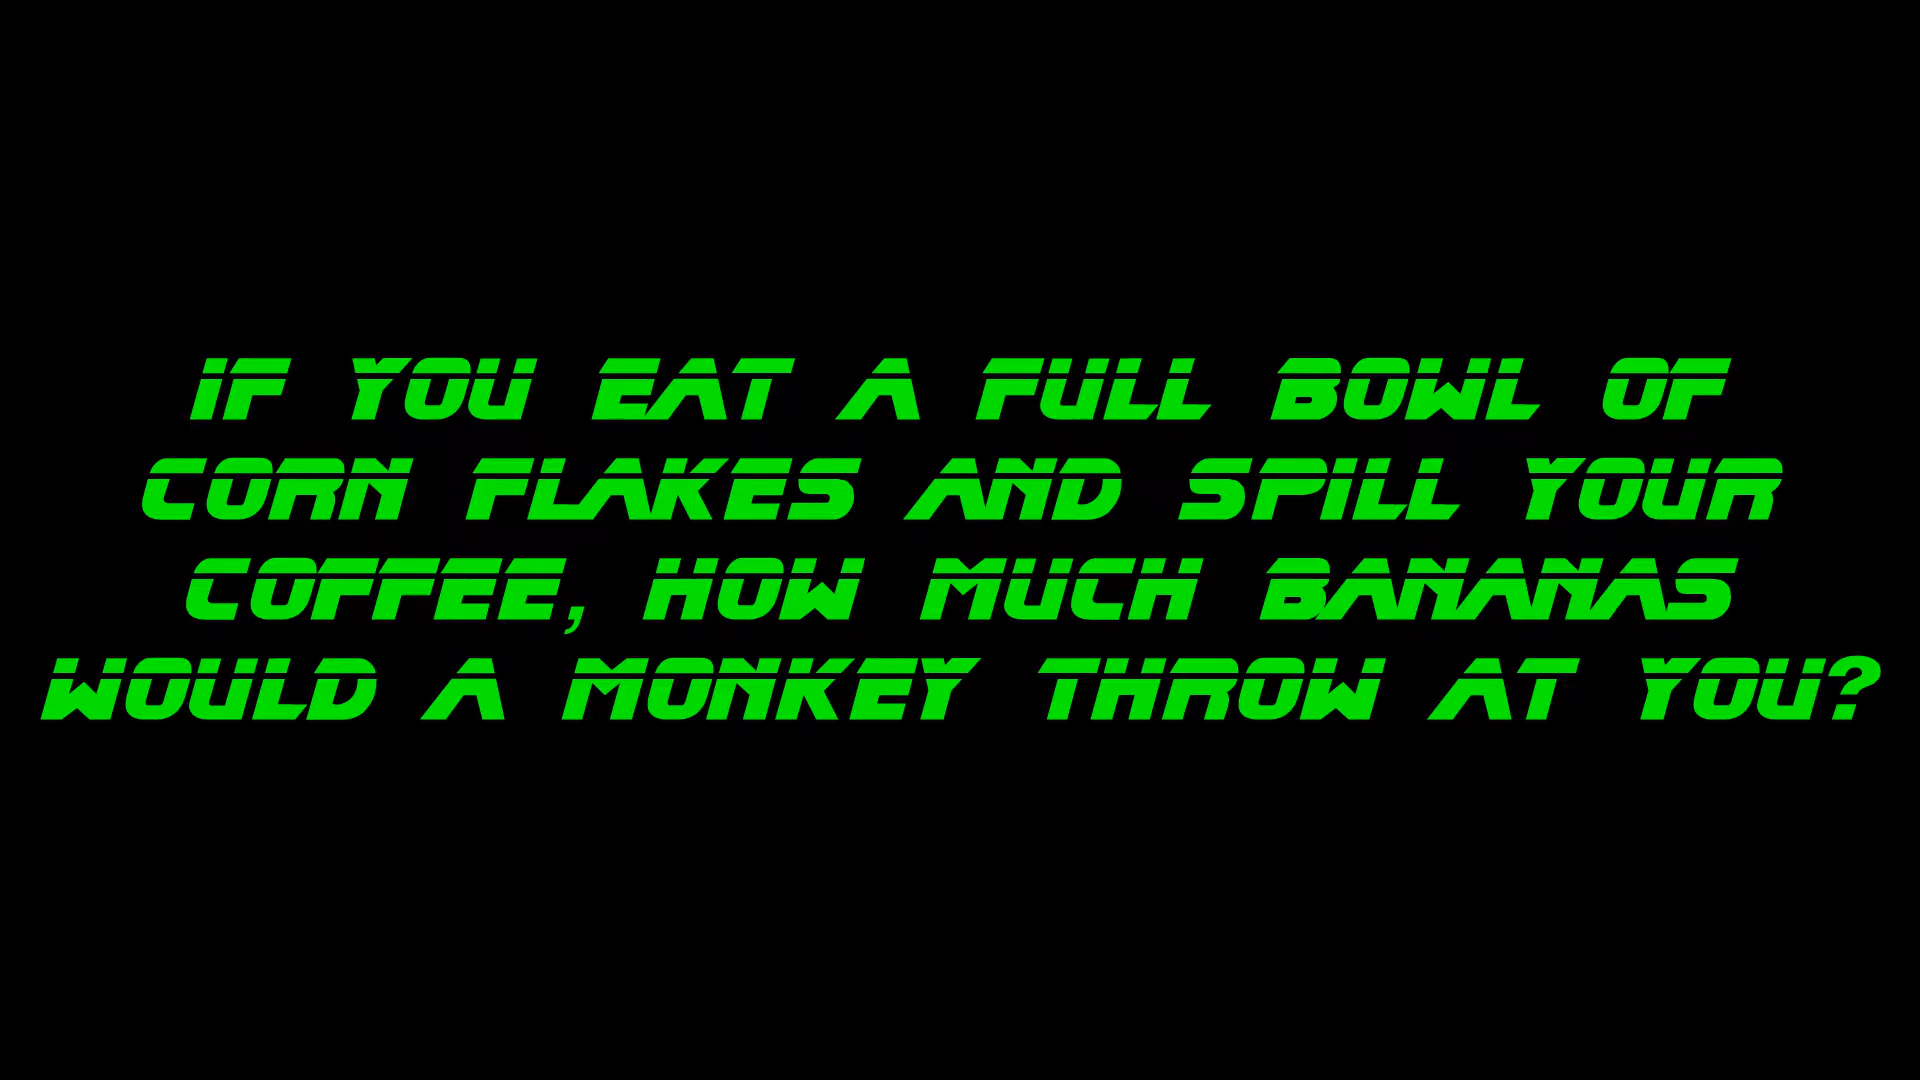 IF YOU EAT A FULL BOWL OF
CORN FLAKES AND SPILL YOUR
COFFEE, HOW MUCH BANANAS
WOULD A MONKEY THROW AT YOU?